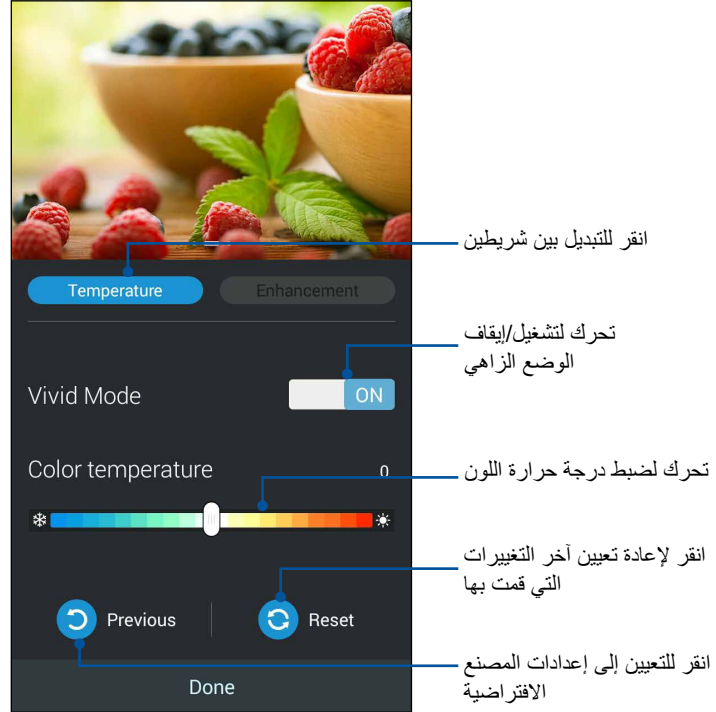 انقر للتبديل بين شريطين
Temperature
Enhancement
تحرك لتشغيل/إيقاف
الوضع الزاهي
Vivid Mode
ON
Color temperature
0
تحرك لضبط درجة حرارة اللون
انقر لإعادة تعيين آخر التغييرات
التي قمت بها
Previous
Reset
انقر للتعيين إلى إعدادات المصنع
الافتراضية
Done